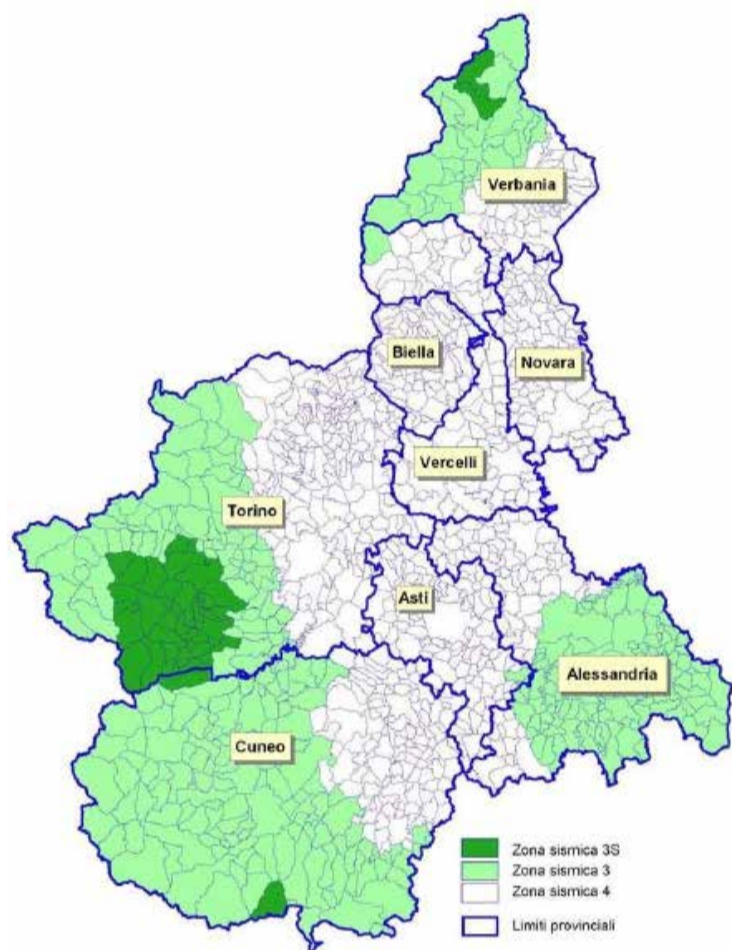 Verbania
Biella
Novara
Vercelli
Torino
Asti
Alessandria
Cuneo
Zona sismica 3S
Zona sismica 3
Zona sismica 4
Limiti provinciali